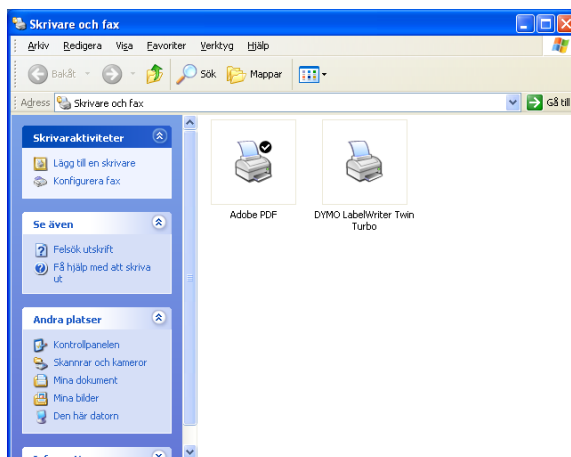 Skrivare och fax
Arkiv Redigera Visa Favoriter Verktyg Hjälp
Bakåt Sök Mappar
Adress Skrivare och fax Gå till
Skrivaraktiviteter
Lägg till en skrivare
Konfigurera fax
Se även
Felsök utskrift
Få hjälp med att skriva
ut
Andra platser
Kontrollpanelen
Skannrar och kameror
Mina dokument
Mina bilder
Den här datorn
Adobe PDF
DYMO LabelWriter Twin
Turbo